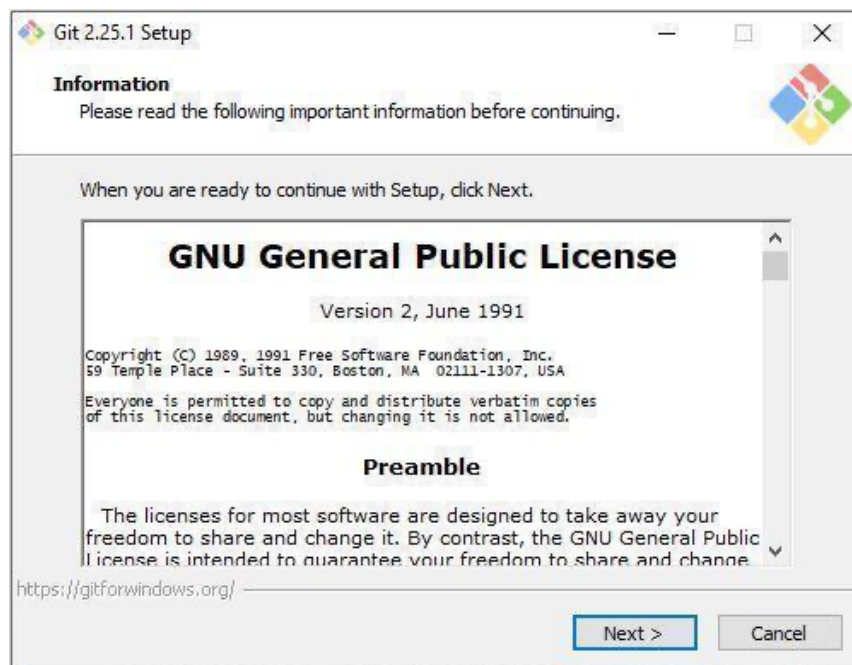 Git 2.25.1 Setup
Information
Please read the following important information before continuing.
When you are ready to continue with Setup, click Next.
GNU General Public License
Version 2, June 1991
Copyright (C) 1989, 1991 Free Software Foundation, Inc.
59 Temple Place - Suite 330, Boston, MA  02111-1307, USA
Everyone is permitted to copy and distribute verbatim copies
of this license document, but changing it is not allowed.
Preamble
The licenses for most software are designed to take away your
freedom to share and change it. By contrast, the GNU General Public
License is intended to guarantee your freedom to share and change
https://gitforwindows.org/
Next >
Cancel